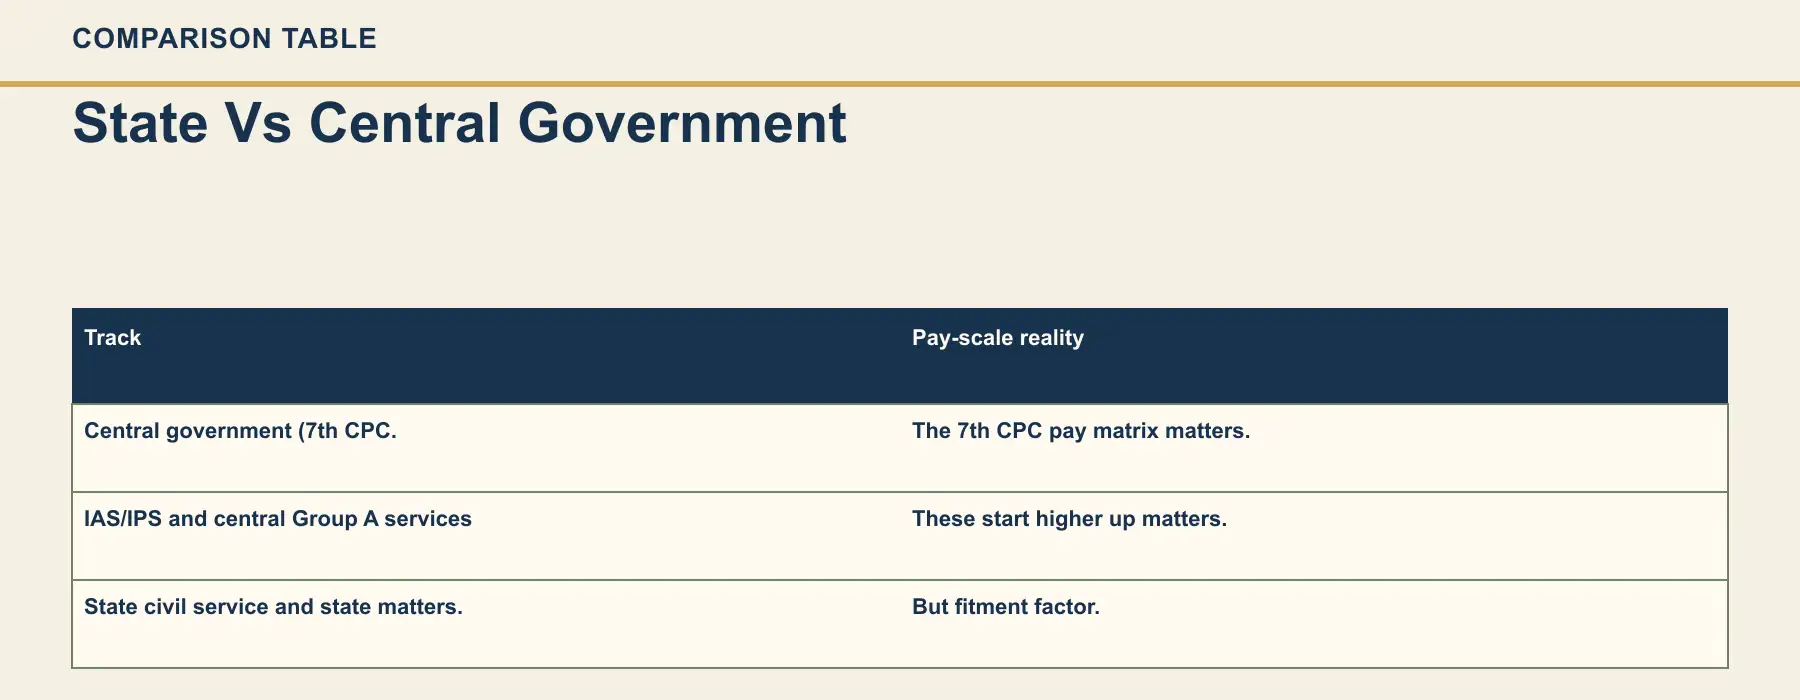 COMPARISON TABLE
State Vs Central Government
Track
Pay-scale reality
Central government (7th CPC.
The 7th CPC pay matrix matters.
IAS/IPS and central Group A services
These start higher up matters.
State civil service and state matters.
But fitment factor.